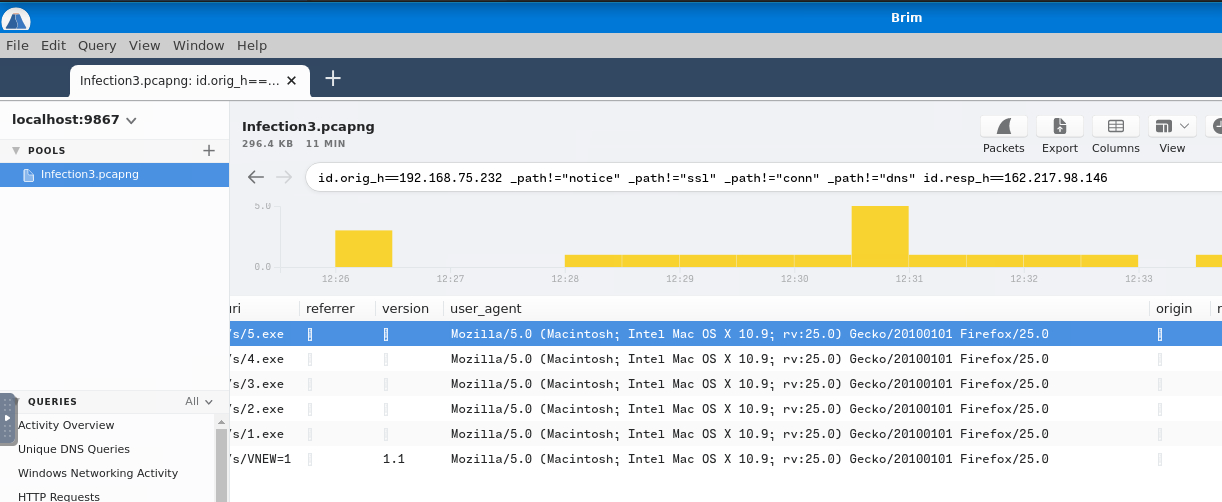 Brim
File Edit Query View Window Help
Infection3.pcapng: id.orig_h==...
localhost:9867
POOLS
Infection3.pcapng
QUERIES
All
Activity Overview
Unique DNS Queries
Windows Networking Activity
HTTP Requests
Infection3.pcapng
296.4 KB 11 MIN
Packets Export Columns View
id.orig_h==192.168.75.232 _path!="notice" _path!="ssl" _path!="conn" _path!="dns" id.resp_h==162.217.98.146
5.0
0.0
12:26 12:27 12:28 12:29 12:30 12:31 12:32 12:33
uri referrer version user_agent origin
/s/5.exe Mozilla/5.0 (Macintosh; Intel Mac OS X 10.9; rv:25.0) Gecko/20100101 Firefox/25.0
/s/4.exe Mozilla/5.0 (Macintosh; Intel Mac OS X 10.9; rv:25.0) Gecko/20100101 Firefox/25.0
/s/3.exe Mozilla/5.0 (Macintosh; Intel Mac OS X 10.9; rv:25.0) Gecko/20100101 Firefox/25.0
/s/2.exe Mozilla/5.0 (Macintosh; Intel Mac OS X 10.9; rv:25.0) Gecko/20100101 Firefox/25.0
/s/1.exe Mozilla/5.0 (Macintosh; Intel Mac OS X 10.9; rv:25.0) Gecko/20100101 Firefox/25.0
/s/VNEW=1 1.1 Mozilla/5.0 (Macintosh; Intel Mac OS X 10.9; rv:25.0) Gecko/20100101 Firefox/25.0